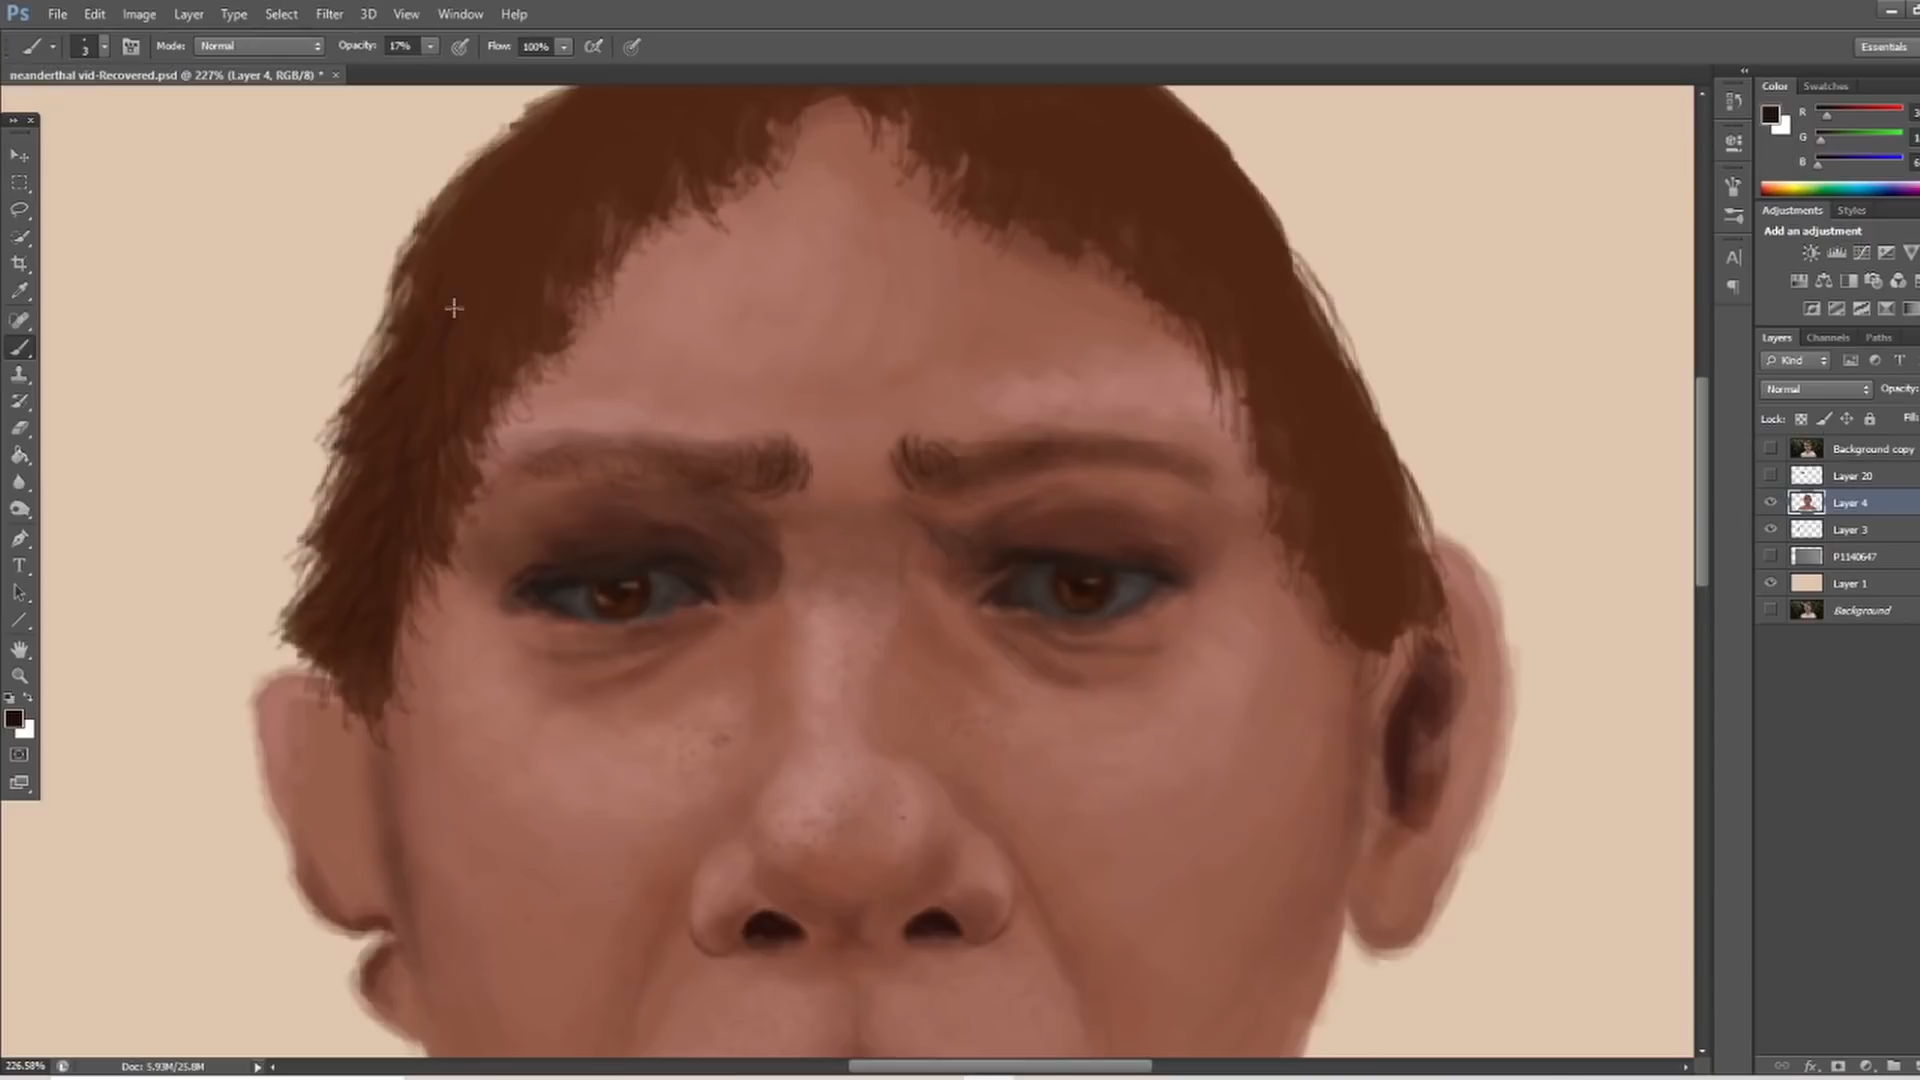 Ps File Edit Image Layer Type Select Filter 3D View Window Help
3 Mode: Normal Opacity: 17% Flow: 100% Essentials
neanderthal vid-Recovered.psd @ 227% (Layer 4, RGB/8) * ×
Color Swatches
R
G
B
Adjustments Styles
Add an adjustment
Layers Channels Paths
Kind
Normal Opacity:
Lock: Fill:
Background copy
Layer 20
Layer 4
Layer 3
P1140647
Layer 1
Background
226.58% Doc: 5.93M/25.8M